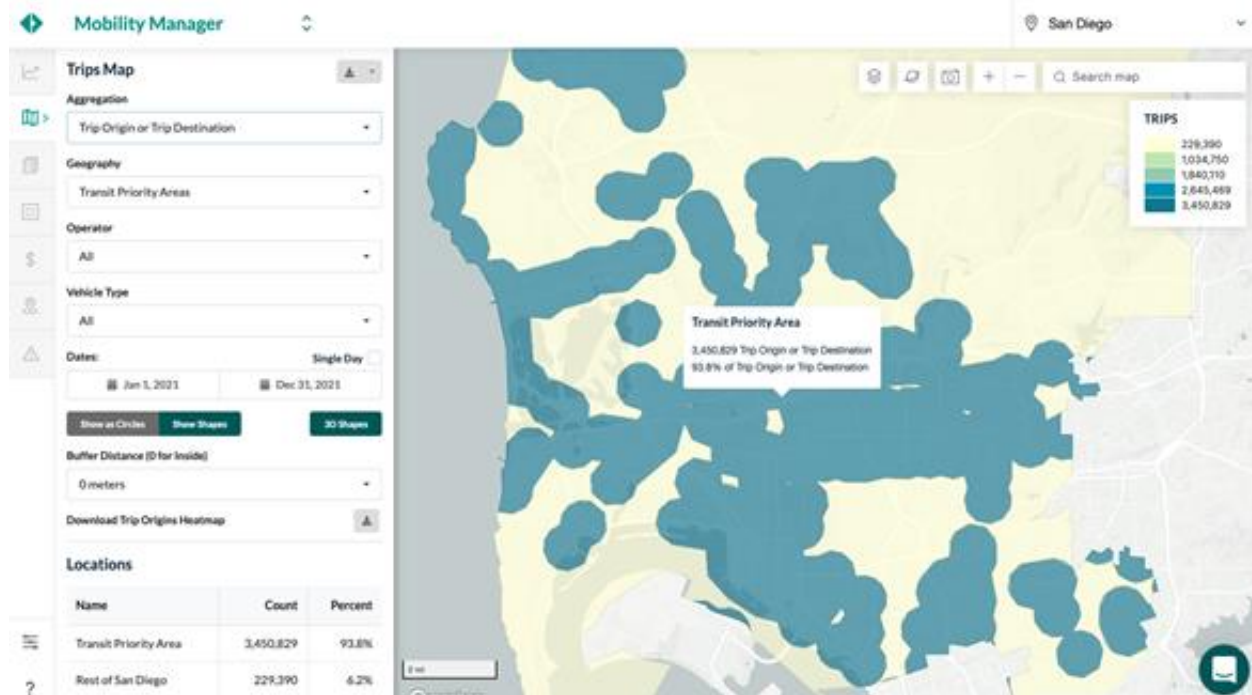 Mobility Manager
San Diego
Trips Map
Aggregation
Trip Origin or Trip Destination
Geography
Transit Priority Areas
Operator
All
Vehicle Type
All
Dates:
Single Day
Jan 1, 2021
Dec 31, 2021
Show as Circles
Show Shapes
3D Shapes
Buffer Distance (0 for Inside)
0 meters
Download Trip Origins Heatmap
Locations
Name Count Percent
Transit Priority Area 3,450,829 93.8%
Rest of San Diego 229,390 6.2%
?
+
−
Search map
TRIPS
229,390
1,034,750
1,840,110
2,645,469
3,450,829
Transit Priority Area
3,450,829 Trip Origin or Trip Destination
93.8% of Trip Origin or Trip Destination